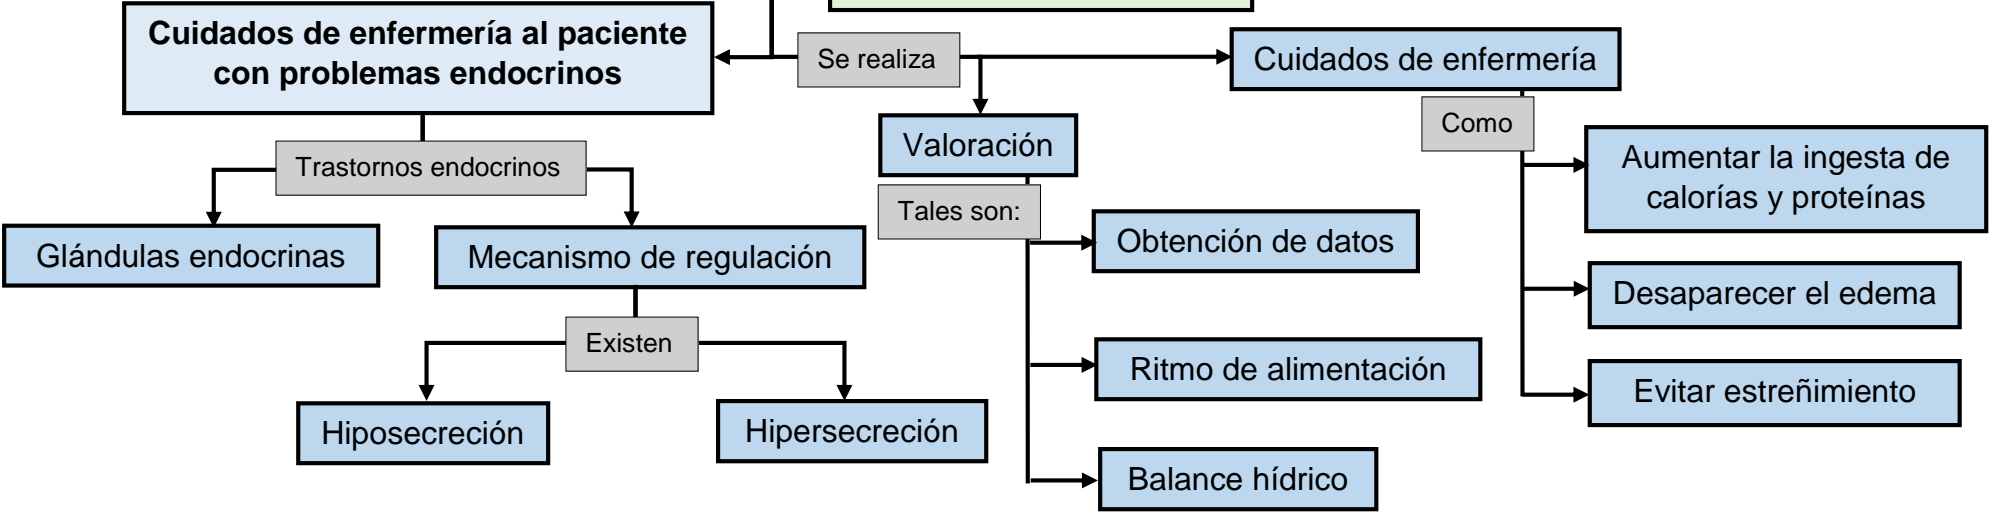 Cuidados de enfermería al paciente
con problemas endocrinos
Se realiza
Cuidados de enfermería
Como
Valoración
Trastornos endocrinos
Aumentar la ingesta de
calorías y proteínas
Tales son:
Glándulas endocrinas
Mecanismo de regulación
Obtención de datos
Desaparecer el edema
Existen
Ritmo de alimentación
Evitar estreñimiento
Hiposecreción
Hipersecreción
Balance hídrico